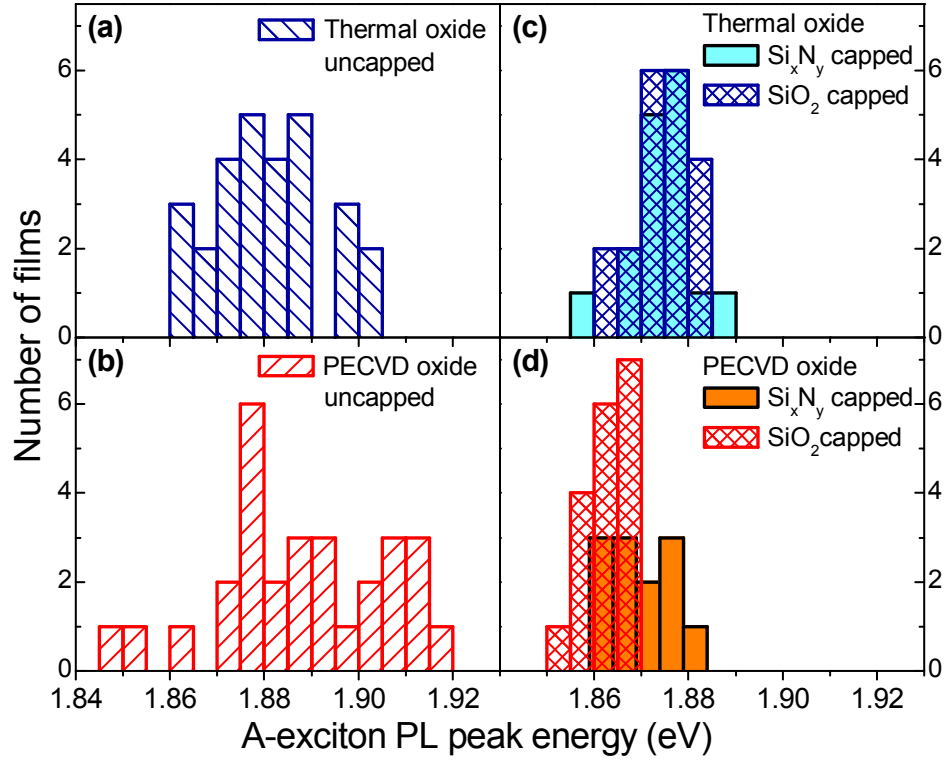 (a)
Thermal oxide
uncapped
(c)
Thermal oxide
SixNy capped
SiO2 capped
6
4
2
0
6
4
2
0
(b)
PECVD oxide
uncapped
(d)
PECVD oxide
SixNy capped
SiO2capped
6
4
2
0
6
4
2
0
1.84 1.86 1.88 1.90 1.92 1.86 1.88 1.90 1.92
Number of films
A-exciton PL peak energy (eV)